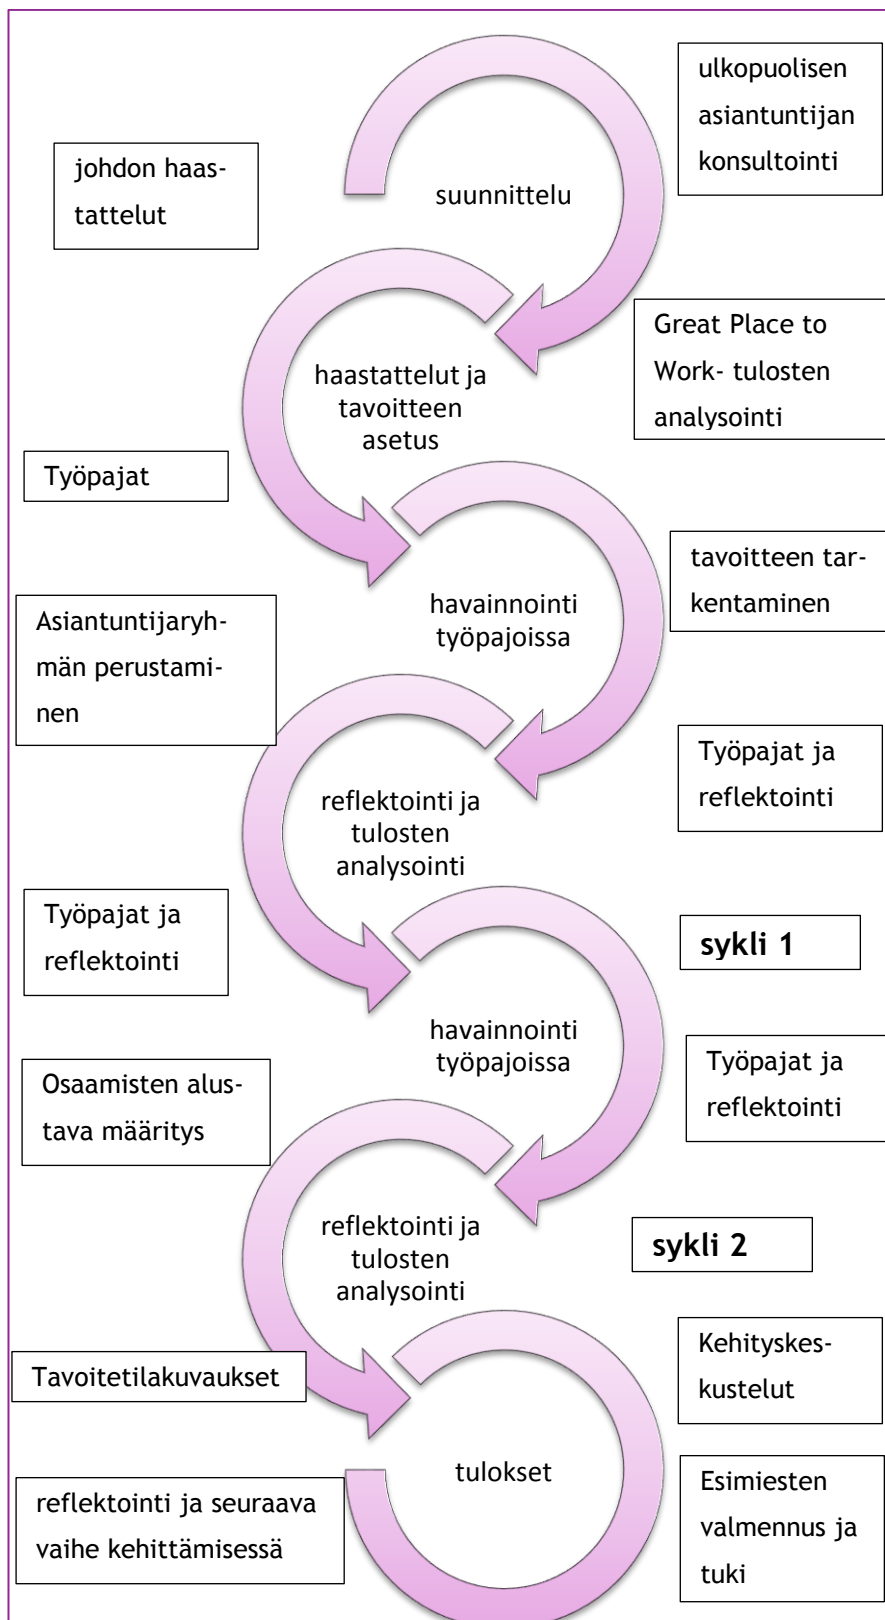 ulkopuolisen
asiantuntijan
konsultointi
johdon haas-
tattelut
suunnittelu
Great Place to
Work- tulosten
analysointi
haastattelut ja
tavoitteen
asetus
Työpajat
tavoitteen tar-
kentaminen
havainnointi
työpajoissa
Asiantuntijaryh-
män perustami-
nen
Työpajat ja
reflektointi
reflektointi ja
tulosten
analysointi
Työpajat ja
reflektointi
sykli 1
havainnointi
työpajoissa
Työpajat ja
reflektointi
Osaamisten alus-
tava määritys
reflektointi ja
tulosten
analysointi
sykli 2
Kehityskes-
kustelut
Tavoitetilakuvaukset
tulokset
Esimiesten
valmennus ja
tuki
reflektointi ja seuraava
vaihe kehittämisessä